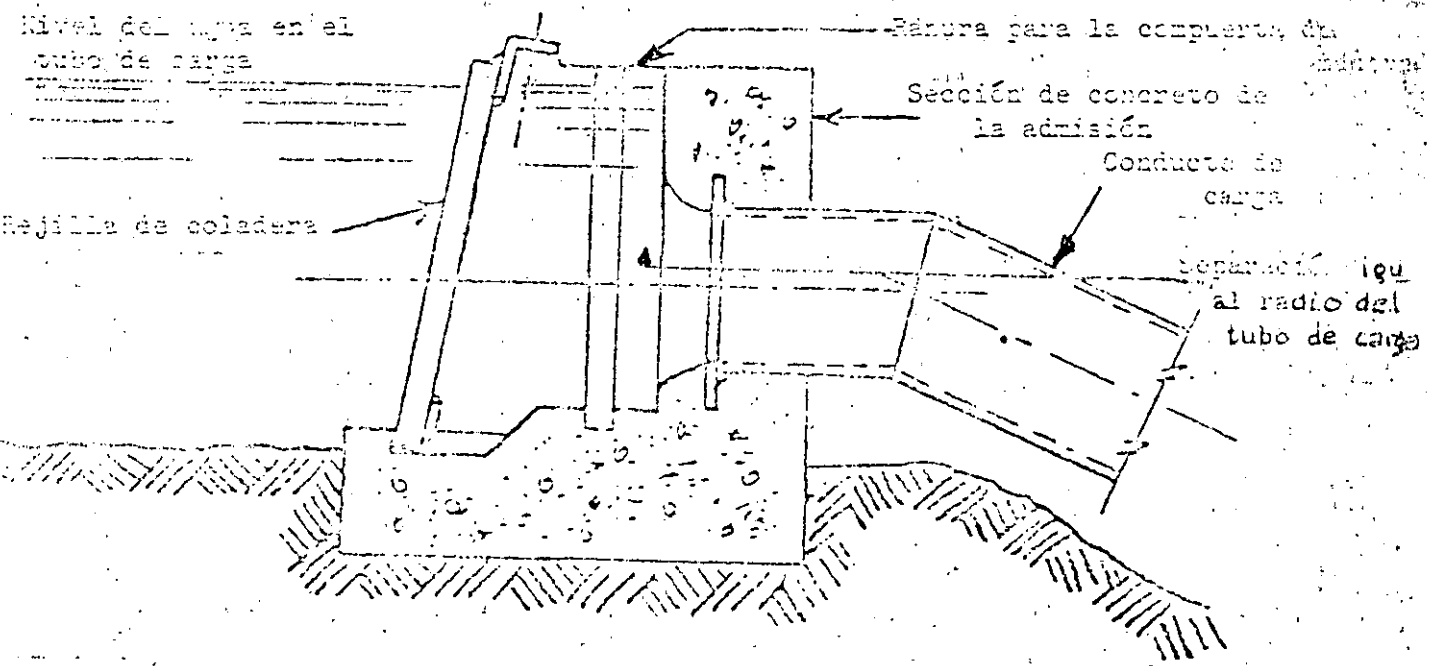 Nivel del agua en el
tubo de carga
Ranura para la compuerta de
Sección de concreto de
la admisión
Conducto de
carga
Rejilla de coladera
Separación igu
al radio del
tubo de carga